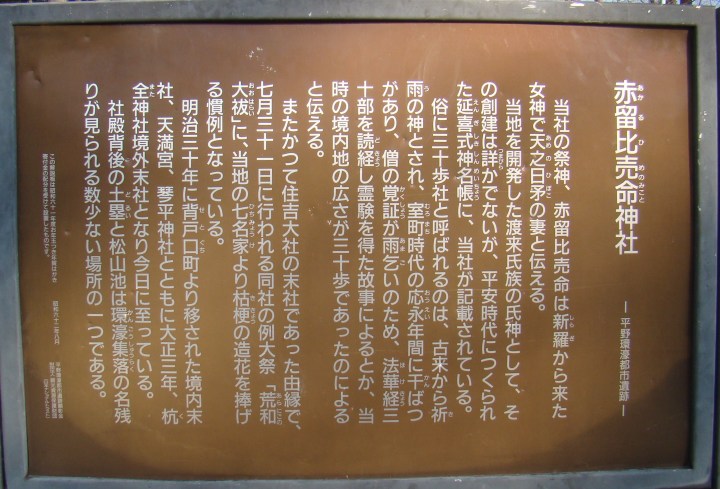 赤留比売命神社
―平野環濠都市遺跡―
当社の祭神、赤留比売命は新羅から来た
女神で天之日矛の妻と伝える。
当地を開発した渡来氏族の氏神として、そ
の創建は詳かでないが、平安時代につくられ
た延喜式神名帳に、当社が記載されている。
俗に三十歩社と呼ばれるのは、古来から祈
雨の神とされ、室町時代の応永年間に干ばつ
があり、僧の覚証が雨乞いのため、法華経三
十部を読経し霊験を得た故事によるとか、当
時の境内地の広さが三十歩であったのによる
と伝える。
またかつて住吉大社の末社であった由縁で、
七月三十一日に行われる同社の例大祭「荒和
大祓」に、当地の七名家より桔梗の造花を捧げ
る慣例となっている。
明治三十年に背戸口町より移された境内末
社、天満宮、琴平神社とともに大正三年、杭
全神社境外末社となり今日に至っている。
社殿背後の土塁と松山池は環濠集落の名残
りが見られる数少ない場所の一つである。